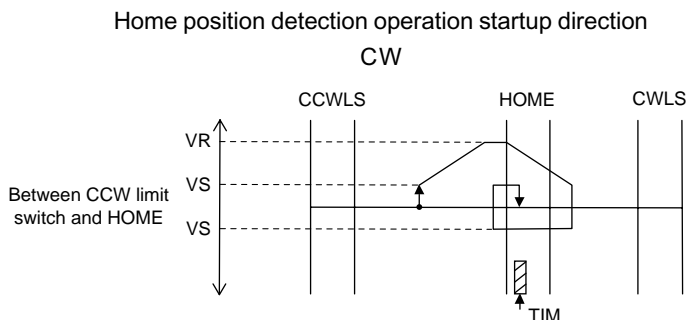 Home position detection operation startup direction
CW
CCWLS HOME CWLS
VR
VS
Between CCW limit
switch and HOME
VS
TIM